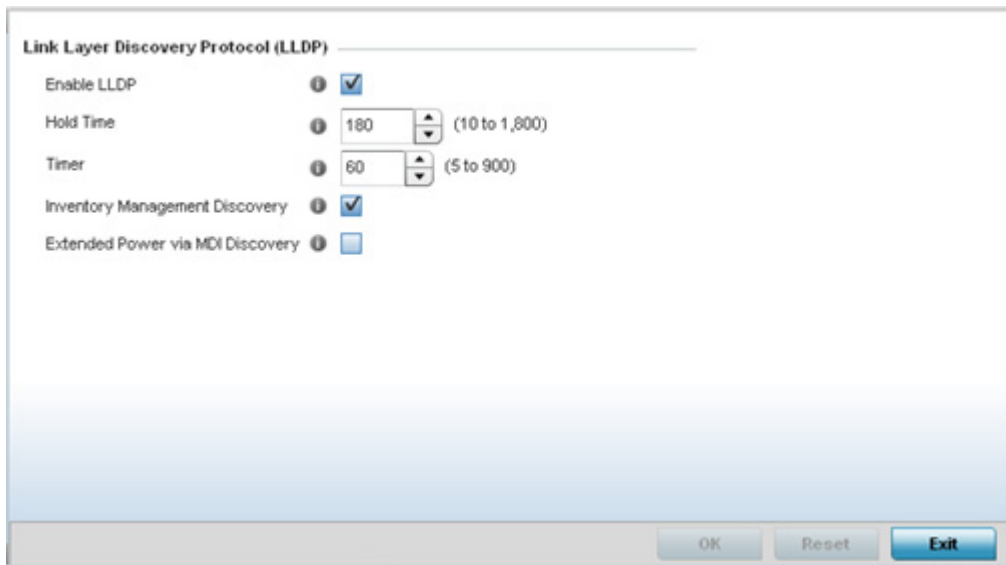 Link Layer Discovery Protocol (LLDP)
Enable LLDP
Hold Time 180 (10 to 1,800)
Timer 60 (5 to 900)
Inventory Management Discovery
Extended Power via MDI Discovery
OK Reset Exit